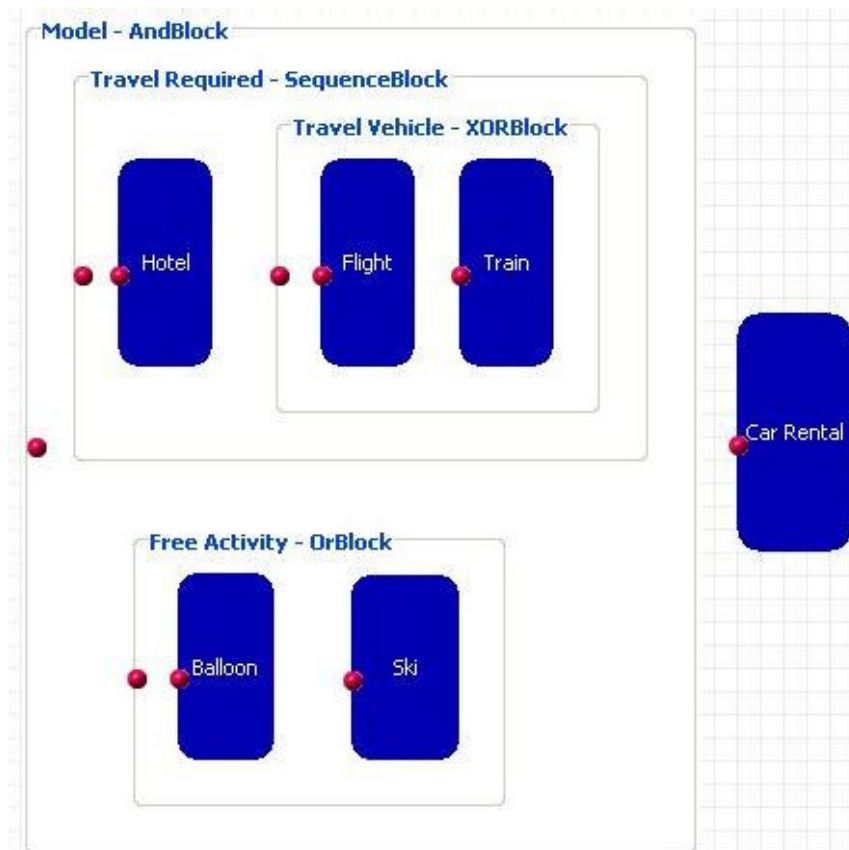 Model - AndBlock
Travel Required - SequenceBlock
Travel Vehicle - XORBlock
Hotel
Flight
Train
Car Rental
Free Activity - OrBlock
Balloon
Ski